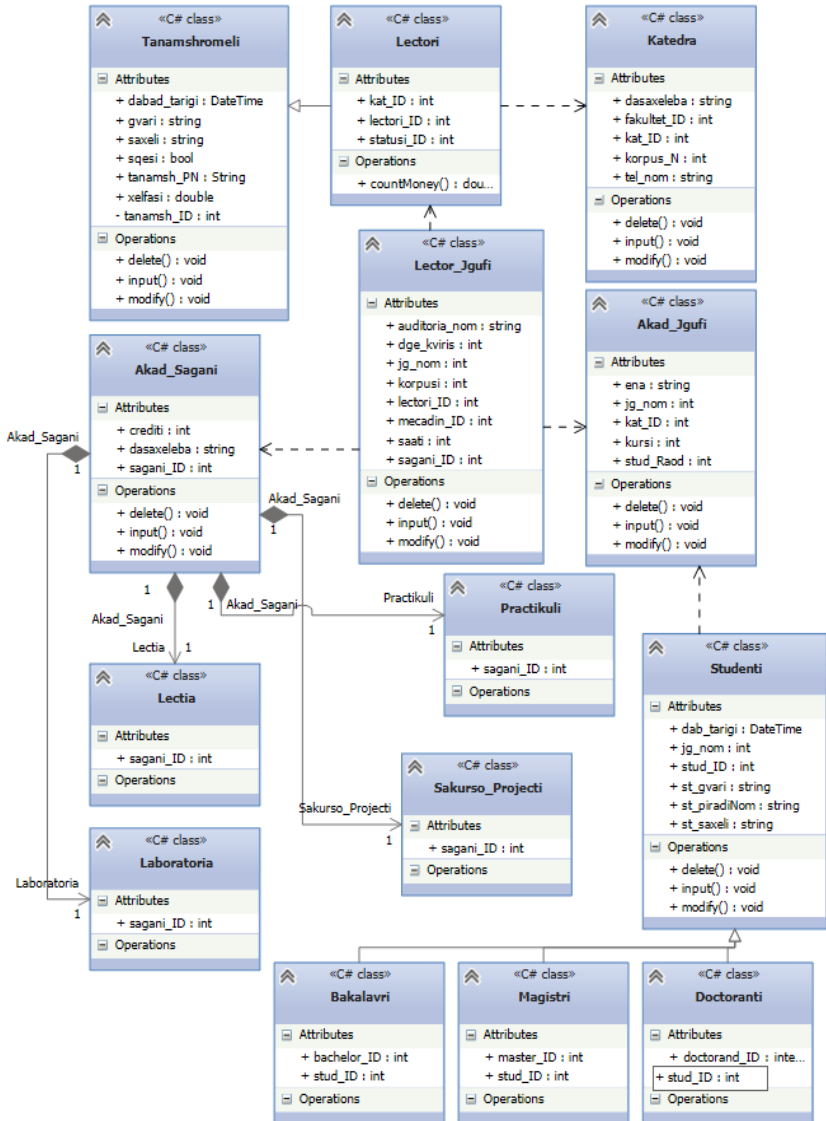 «C# class»
Tanamshromeli
Attributes
+ dabad_tarigi : DateTime
+ gvari : string
+ saxeli : string
+ sqesi : bool
+ tanamsh_PN : String
+ xelfasi : double
- tanamsh_ID : int
Operations
+ delete() : void
+ input() : void
+ modify() : void
«C# class»
Lectori
Attributes
+ kat_ID : int
+ lectori_ID : int
+ statusi_ID : int
Operations
+ countMoney() : dou...
«C# class»
Katedra
Attributes
+ dasaxeleba : string
+ fakultet_ID : int
+ kat_ID : int
+ korpus_N : int
+ tel_nom : string
Operations
+ delete() : void
+ input() : void
+ modify() : void
«C# class»
Lector_Jgufi
Attributes
+ auditoria_nom : string
+ dge_kviris : int
+ jg_nom : int
+ korpusi : int
+ lectori_ID : int
+ mecadin_ID : int
+ saati : int
+ sagani_ID : int
Operations
+ delete() : void
+ input() : void
+ modify() : void
«C# class»
Akad_Jgufi
Attributes
+ ena : string
+ jg_nom : int
+ kat_ID : int
+ kursi : int
+ stud_Raod : int
Operations
+ delete() : void
+ input() : void
+ modify() : void
«C# class»
Akad_Sagani
Attributes
+ crediti : int
+ dasaxeleba : string
+ sagani_ID : int
Operations
+ delete() : void
+ input() : void
+ modify() : void
Akad_Sagani
1
Akad_Sagani
1
1
Akad_Sagani
1
Akad_Sagani
Lectia
1
Practikuli
1
Sakurso_Projecti
1
Laboratoria
1
«C# class»
Practikuli
Attributes
+ sagani_ID : int
Operations
«C# class»
Lectia
Attributes
+ sagani_ID : int
Operations
«C# class»
Sakurso_Projecti
Attributes
+ sagani_ID : int
Operations
«C# class»
Laboratoria
Attributes
+ sagani_ID : int
Operations
«C# class»
Studenti
Attributes
+ dab_tarigi : DateTime
+ jg_nom : int
+ stud_ID : int
+ st_gvari : string
+ st_piradiNom : string
+ st_saxeli : string
Operations
+ delete() : void
+ input() : void
+ modify() : void
«C# class»
Bakalavri
Attributes
+ bachelor_ID : int
+ stud_ID : int
Operations
«C# class»
Magistri
Attributes
+ master_ID : int
+ stud_ID : int
Operations
«C# class»
Doctoranti
Attributes
+ doctorand_ID : inte...
+ stud_ID : int
Operations